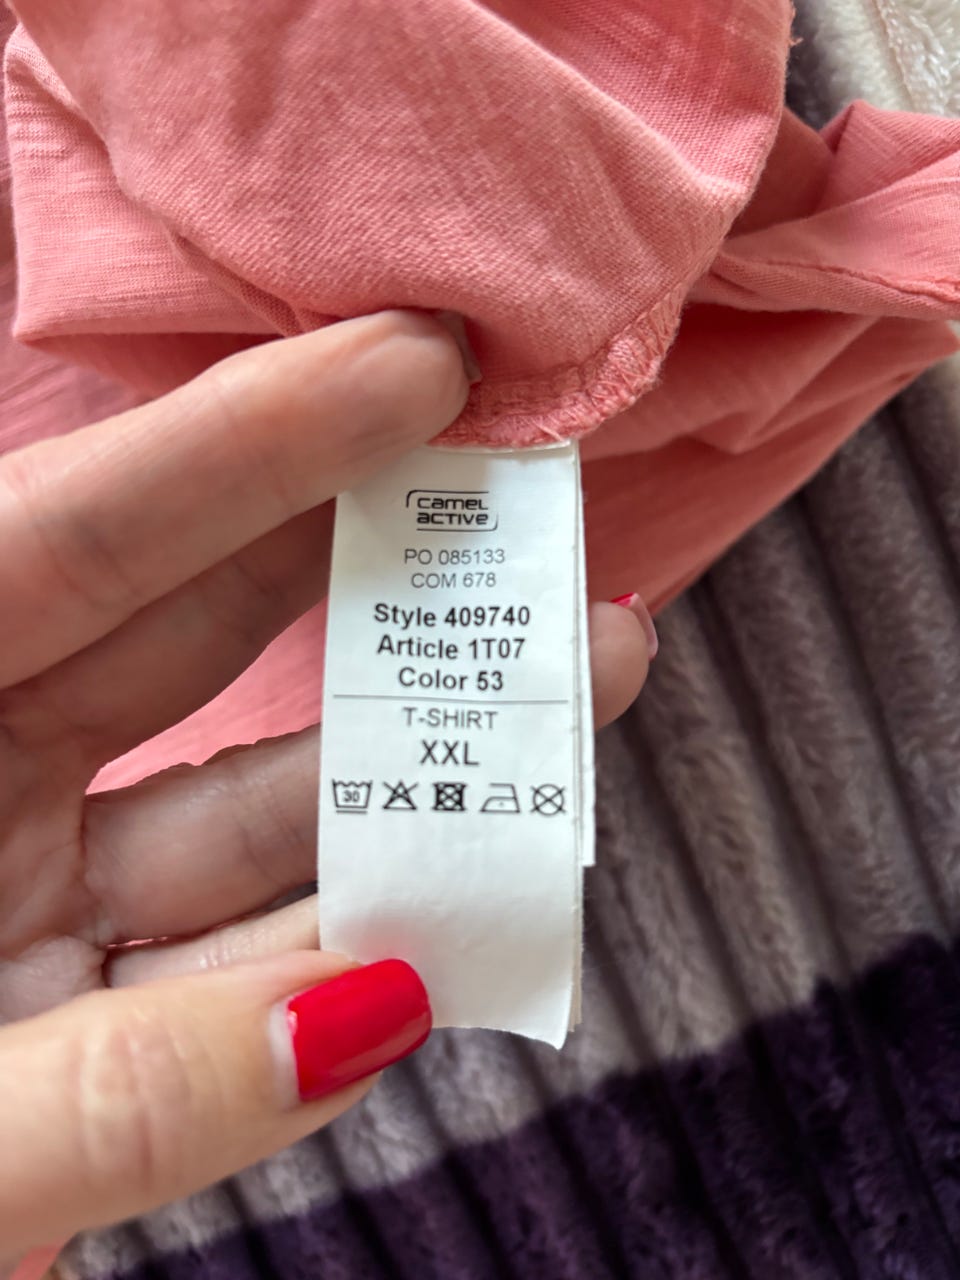 camel
active
PO 085133
COM 678
Style 409740
Article 1T07
Color 53
T-SHIRT
XXL
30